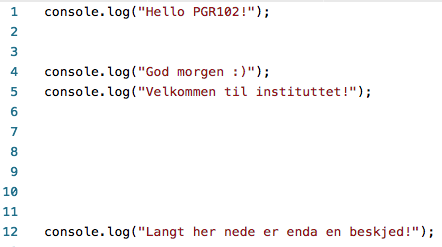 1 console.log("Hello PGR102!");
2
3
4 console.log("God morgen :)");
5 console.log("Velkommen til instituttet!");
6
7
8
9
10
11
12 console.log("Langt her nede er enda en beskjed!");